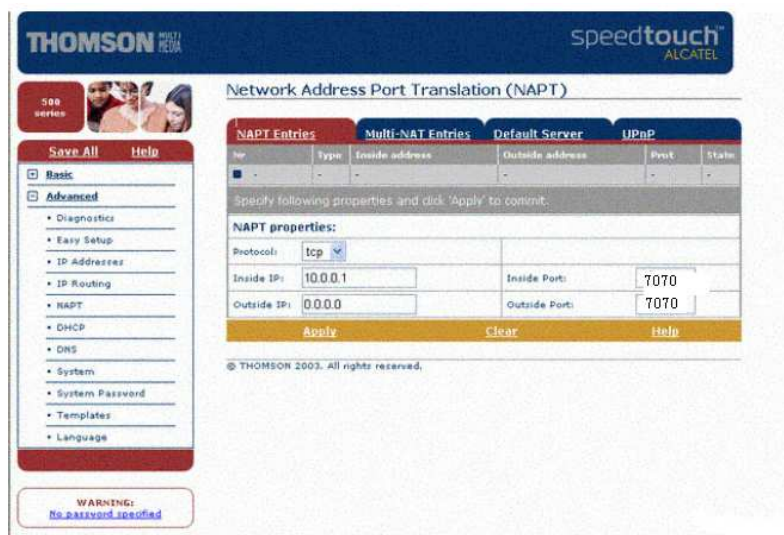 THOMSON MULTI MEDIA
speedtouch™
ALCATEL
500 series
Network Address Port Translation (NAPT)
Save All Help
NAPT Entries Multi-NAT Entries Default Server UPnP
Nr Type Inside address Outside address Prot State
- - - - - -
Basic
Advanced
• Diagnostics
• Easy Setup
• IP Addresses
• IP Routing
• NAPT
• DHCP
• DNS
• System
• System Password
• Templates
• Language
Specify following properties and click 'Apply' to commit.
NAPT properties:
Protocol: tcp
Inside IP: 10.0.0.1 Inside Port: 7070
Outside IP: 0.0.0.0 Outside Port: 7070
Apply Clear Help
© THOMSON 2003. All rights reserved.
WARNING:
No password specified